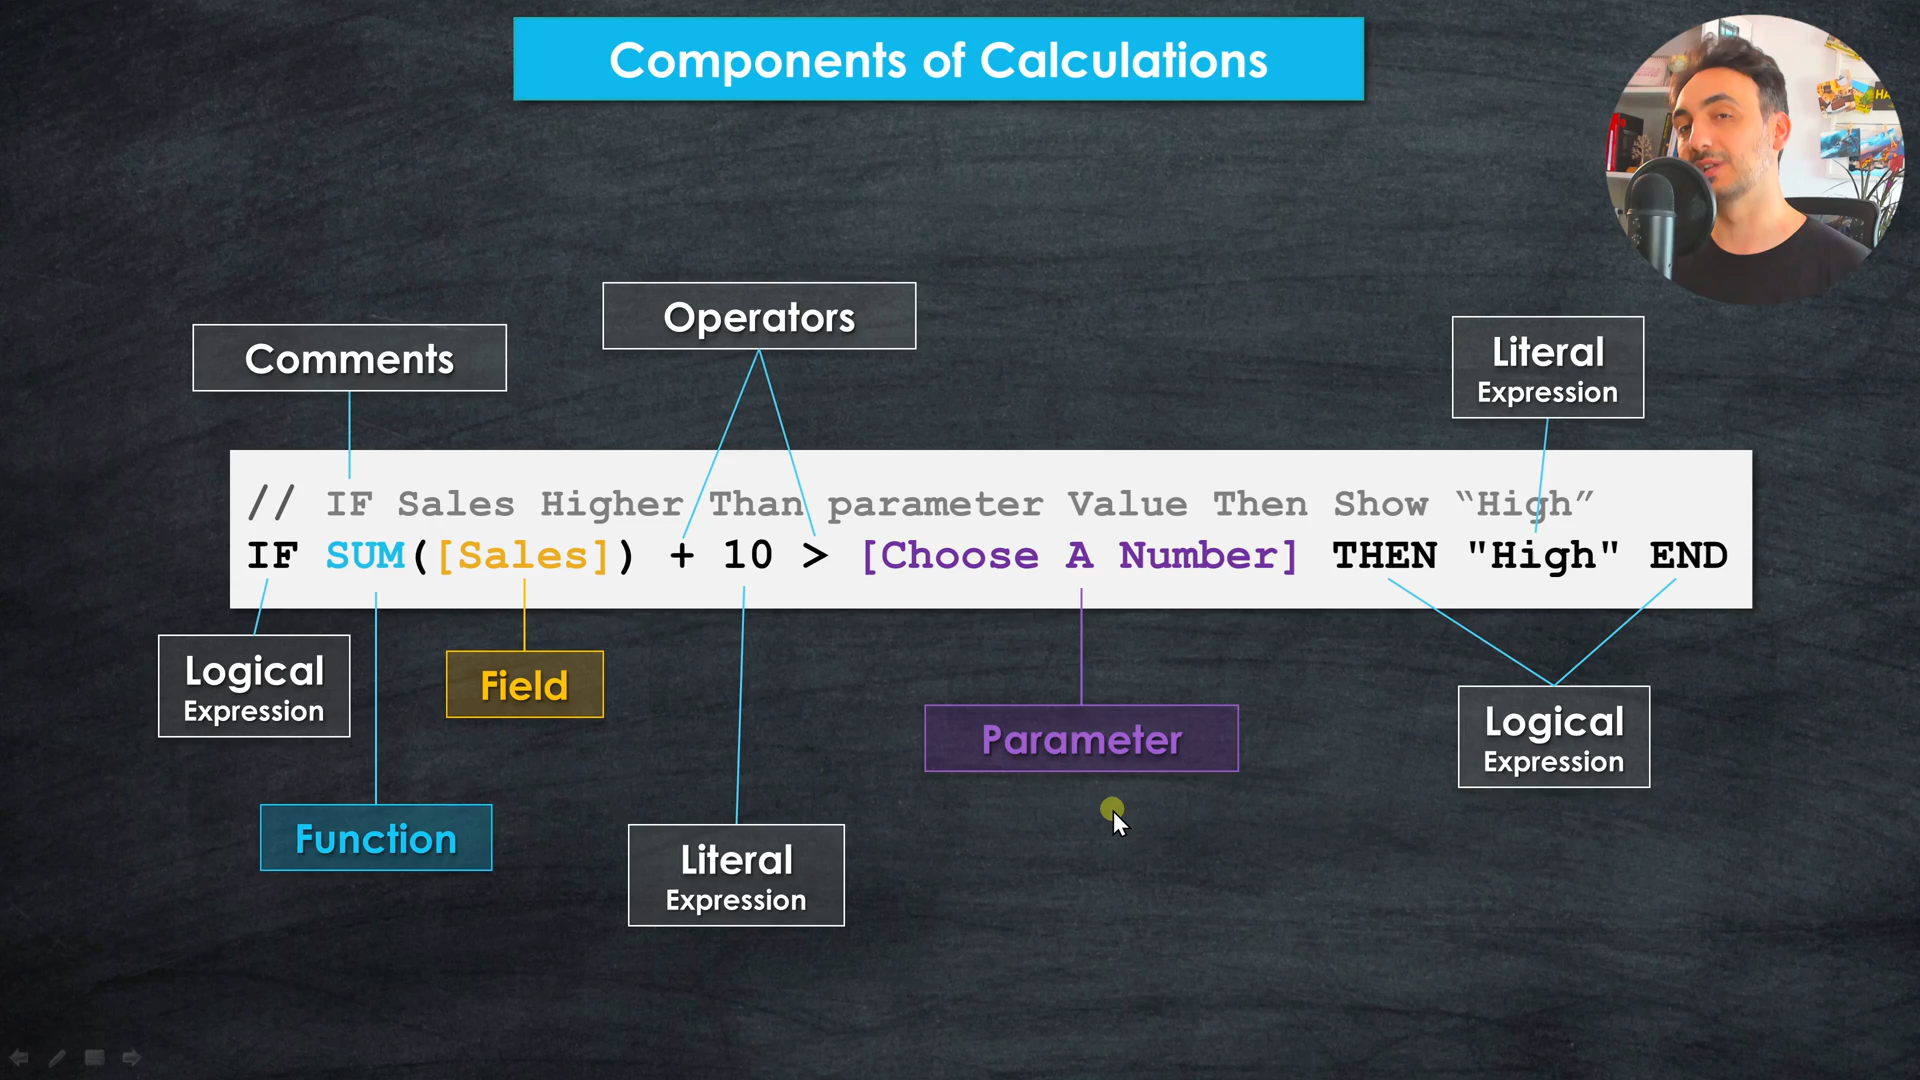 Components of Calculations
Operators
Comments
Literal
Expression
// IF Sales Higher Than parameter Value Then Show “High”
IF SUM([Sales]) + 10 > [Choose A Number] THEN "High" END
Logical
Expression
Field
Parameter
Logical
Expression
Function
Literal
Expression